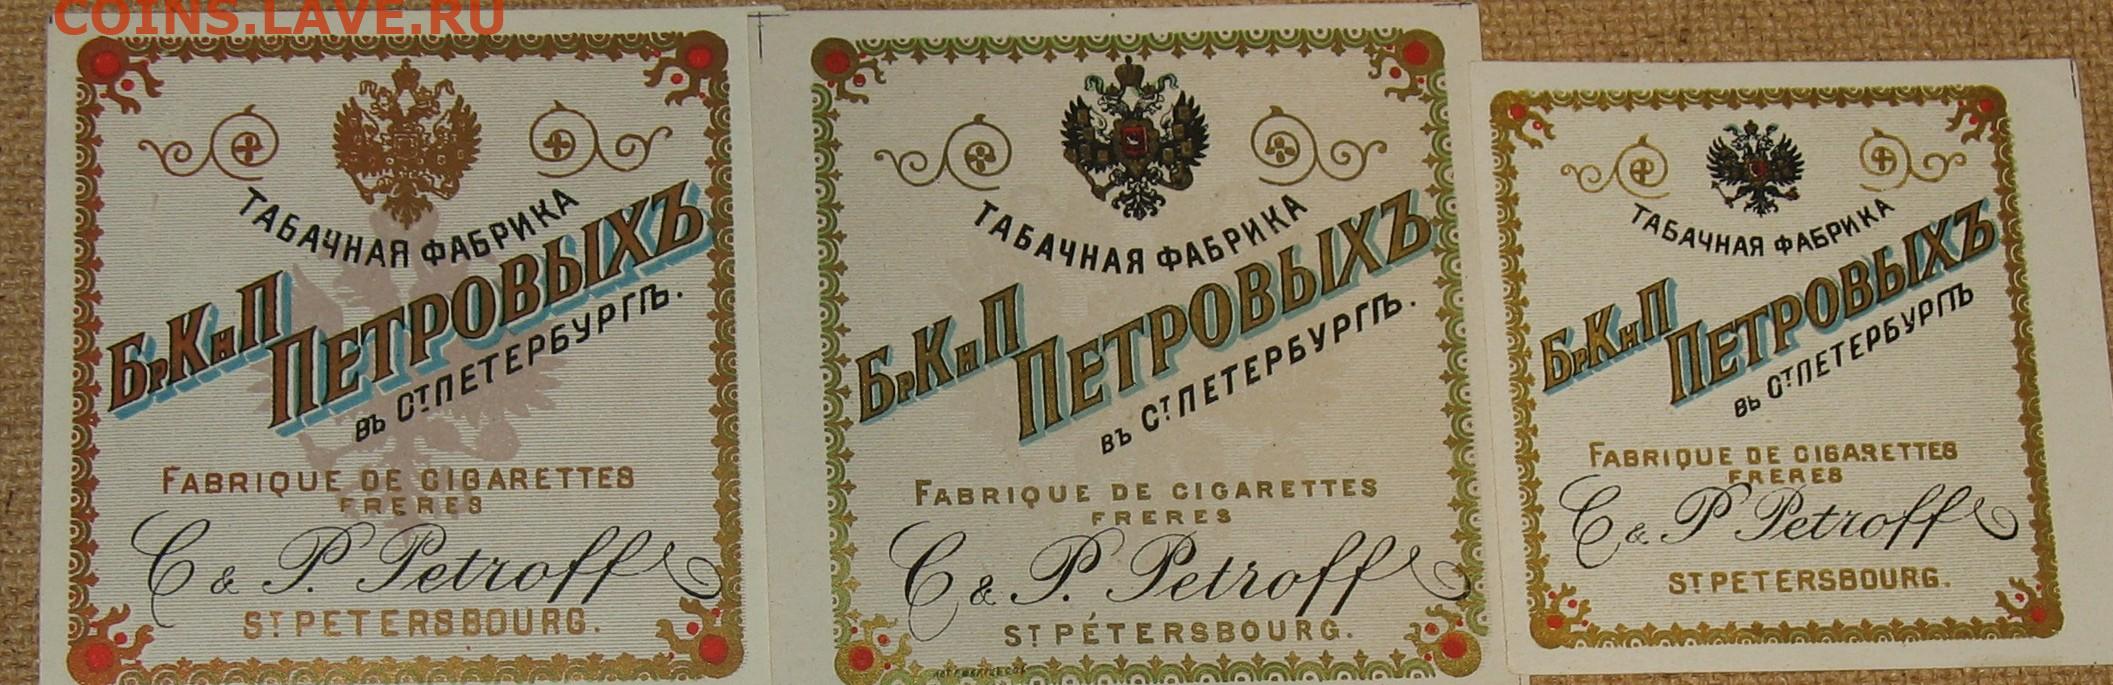 COINS.LAVE.RU
ТАБАЧНАЯ ФАБРИКА
БрКиП ПЕТРОВЫХЪ
въ СтПЕТЕРБУРГѢ.
FABRIQUE DE CIGARETTES
FRERES
C & P. Petroff
ST PETERSBOURG.
ТАБАЧНАЯ ФАБРИКА
БрКиП ПЕТРОВЫХЪ
въ СтПЕТЕРБУРГѢ.
FABRIQUE DE CIGARETTES
FRERES
C & P. Petroff
ST PÉTERSBOURG.
ТАБАЧНАЯ ФАБРИКА
БрКиП ПЕТРОВЫХЪ
въ СтПЕТЕРБУРГѢ
FABRIQUE DE CIGARETTES
FRERES
C & P Petroff
ST PETERSBOURG.